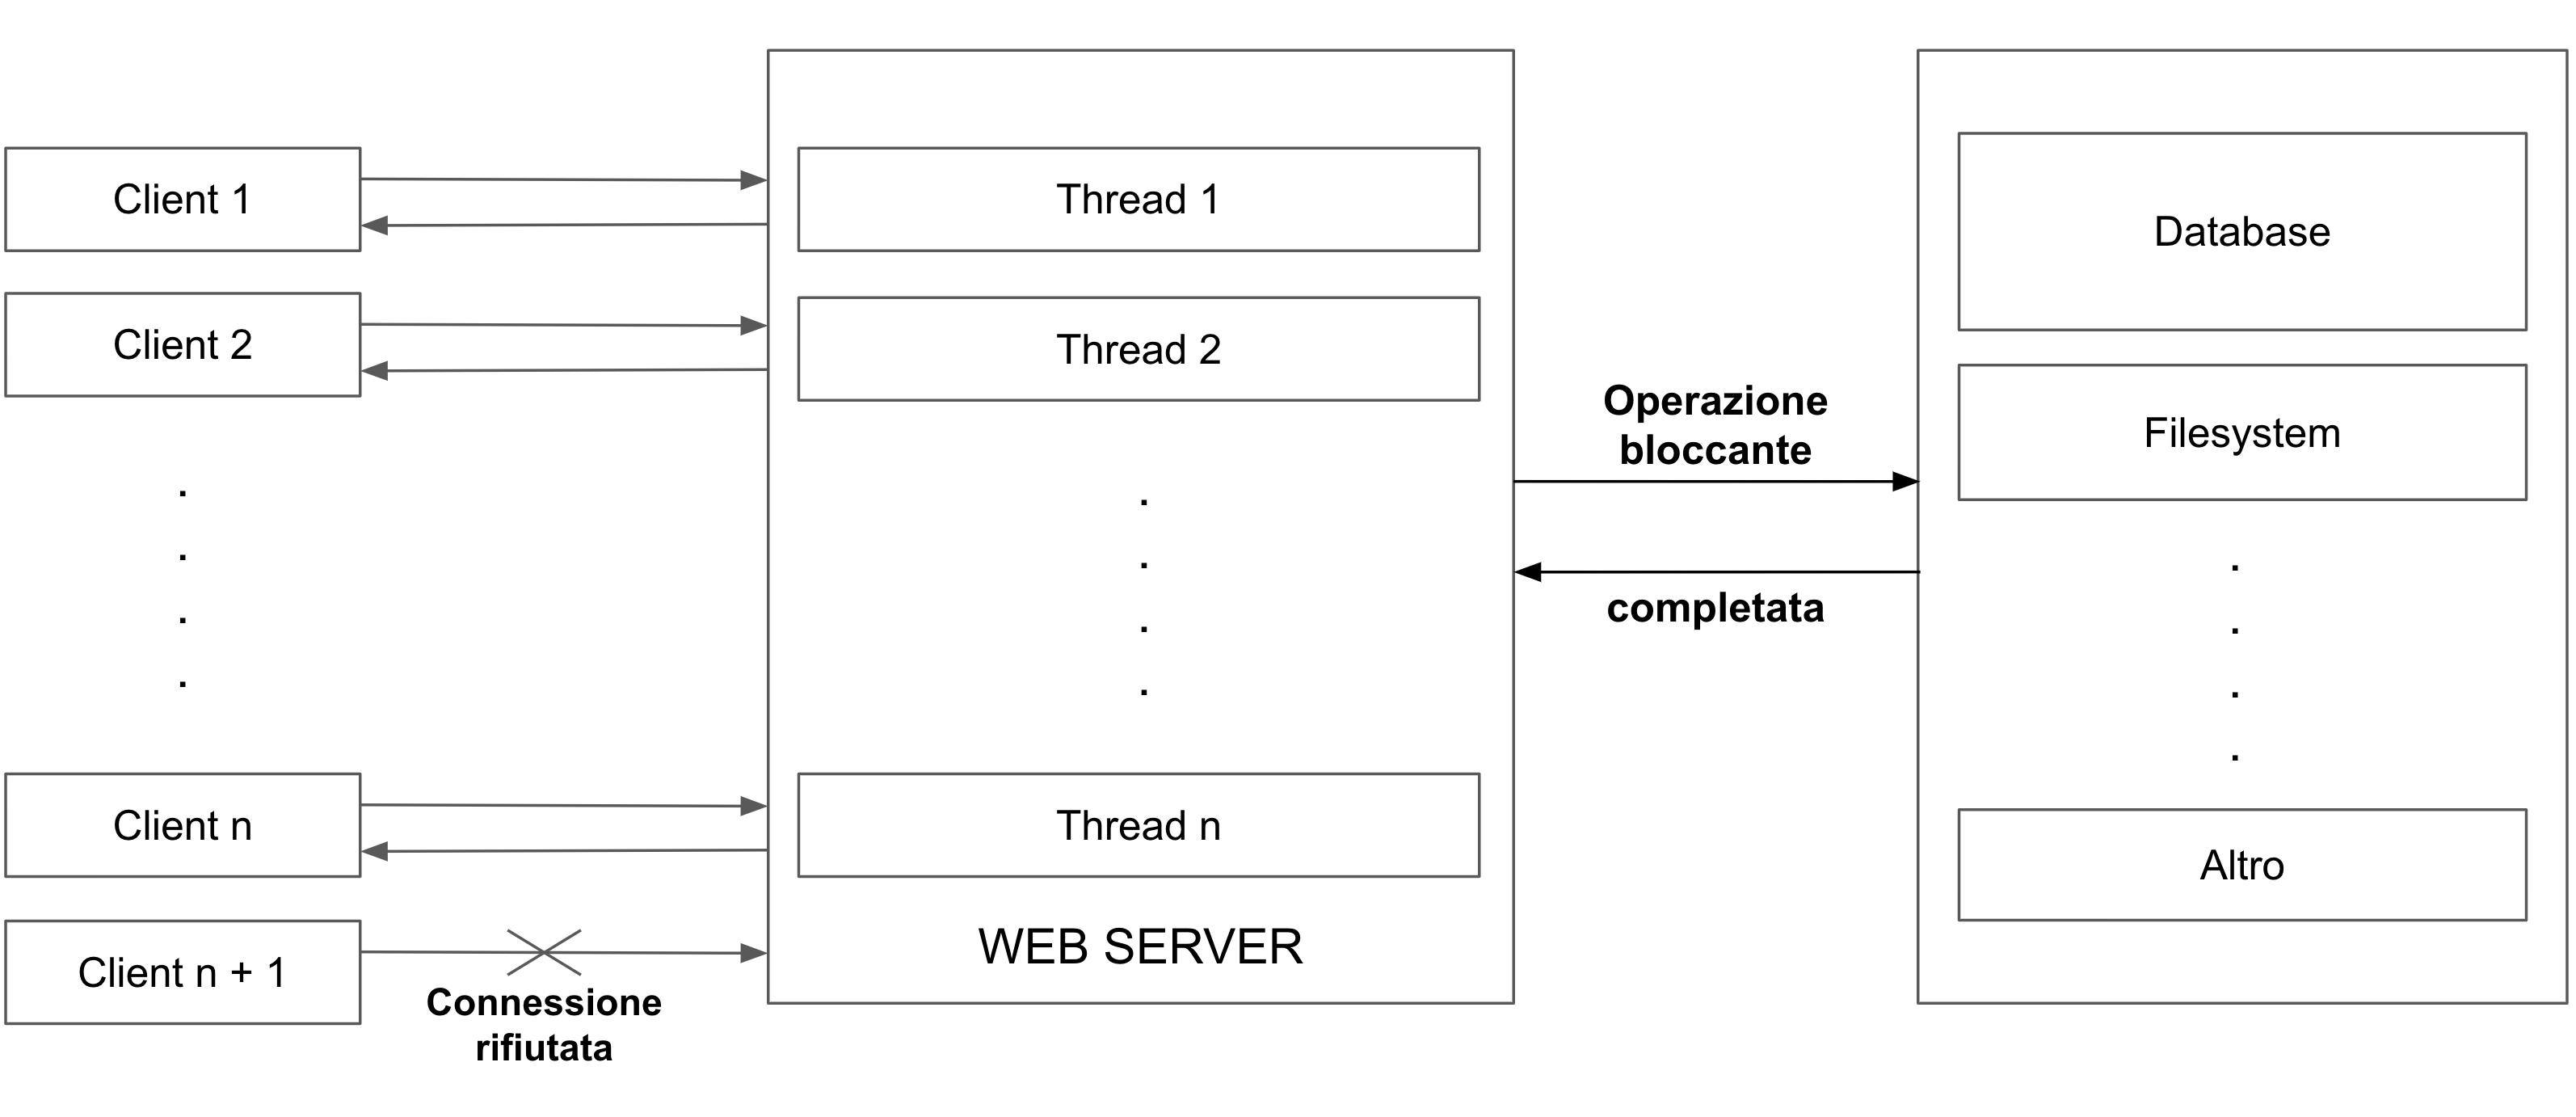 Client 1
Thread 1
Database
Client 2
Thread 2
Operazione
bloccante
Filesystem
.
.
.
.
.
.
.
.
.
.
.
.
completata
Client n
Thread n
Altro
Client n + 1
WEB SERVER
Connessione
rifiutata